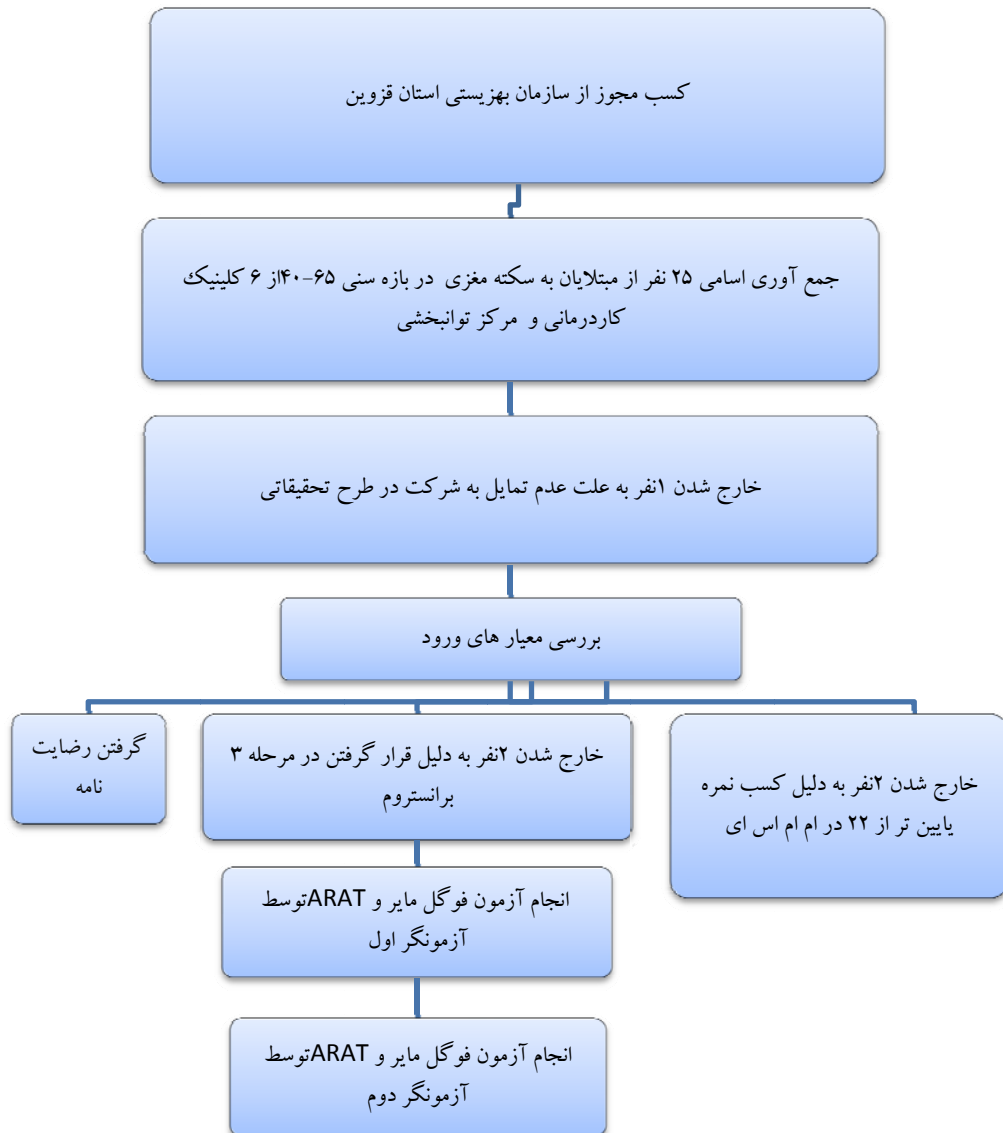 کسب مجوز از سازمان بهزیستی استان قزوین
جمع آوری اسامی ۲۵ نفر از مبتلایان به سکته مغزی در بازه سنی ۶۵-۴۰از ۶ کلینیک
کاردرمانی و مرکز توانبخشی
خارج شدن ۱نفر به علت عدم تمایل به شرکت در طرح تحقیقاتی
بررسی معیار های ورود
گرفتن رضایت
نامه
خارج شدن ۲نفر به دلیل قرار گرفتن در مرحله ۳
برانستروم
خارج شدن ۲نفر به دلیل کسب نمره
پایین تر از ۲۲ در ام ام اس ای
انجام آزمون فوگل مایر و ARATتوسط
آزمونگر اول
انجام آزمون فوگل مایر و ARATتوسط
آزمونگر دوم